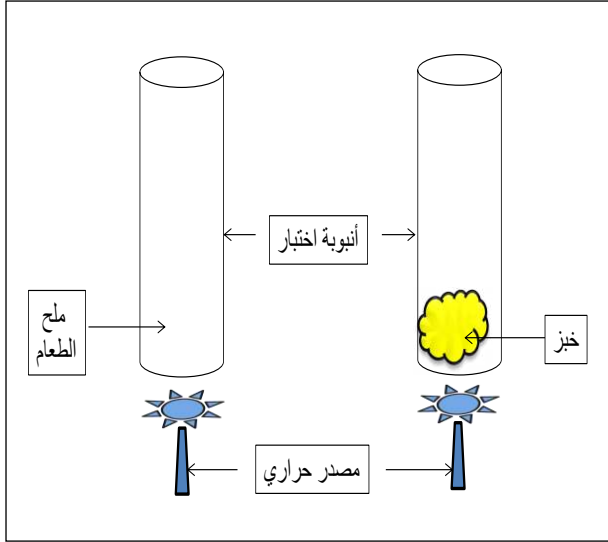 أنبوبة اختبار
ملح
الطعام
خبز
مصدر حراري